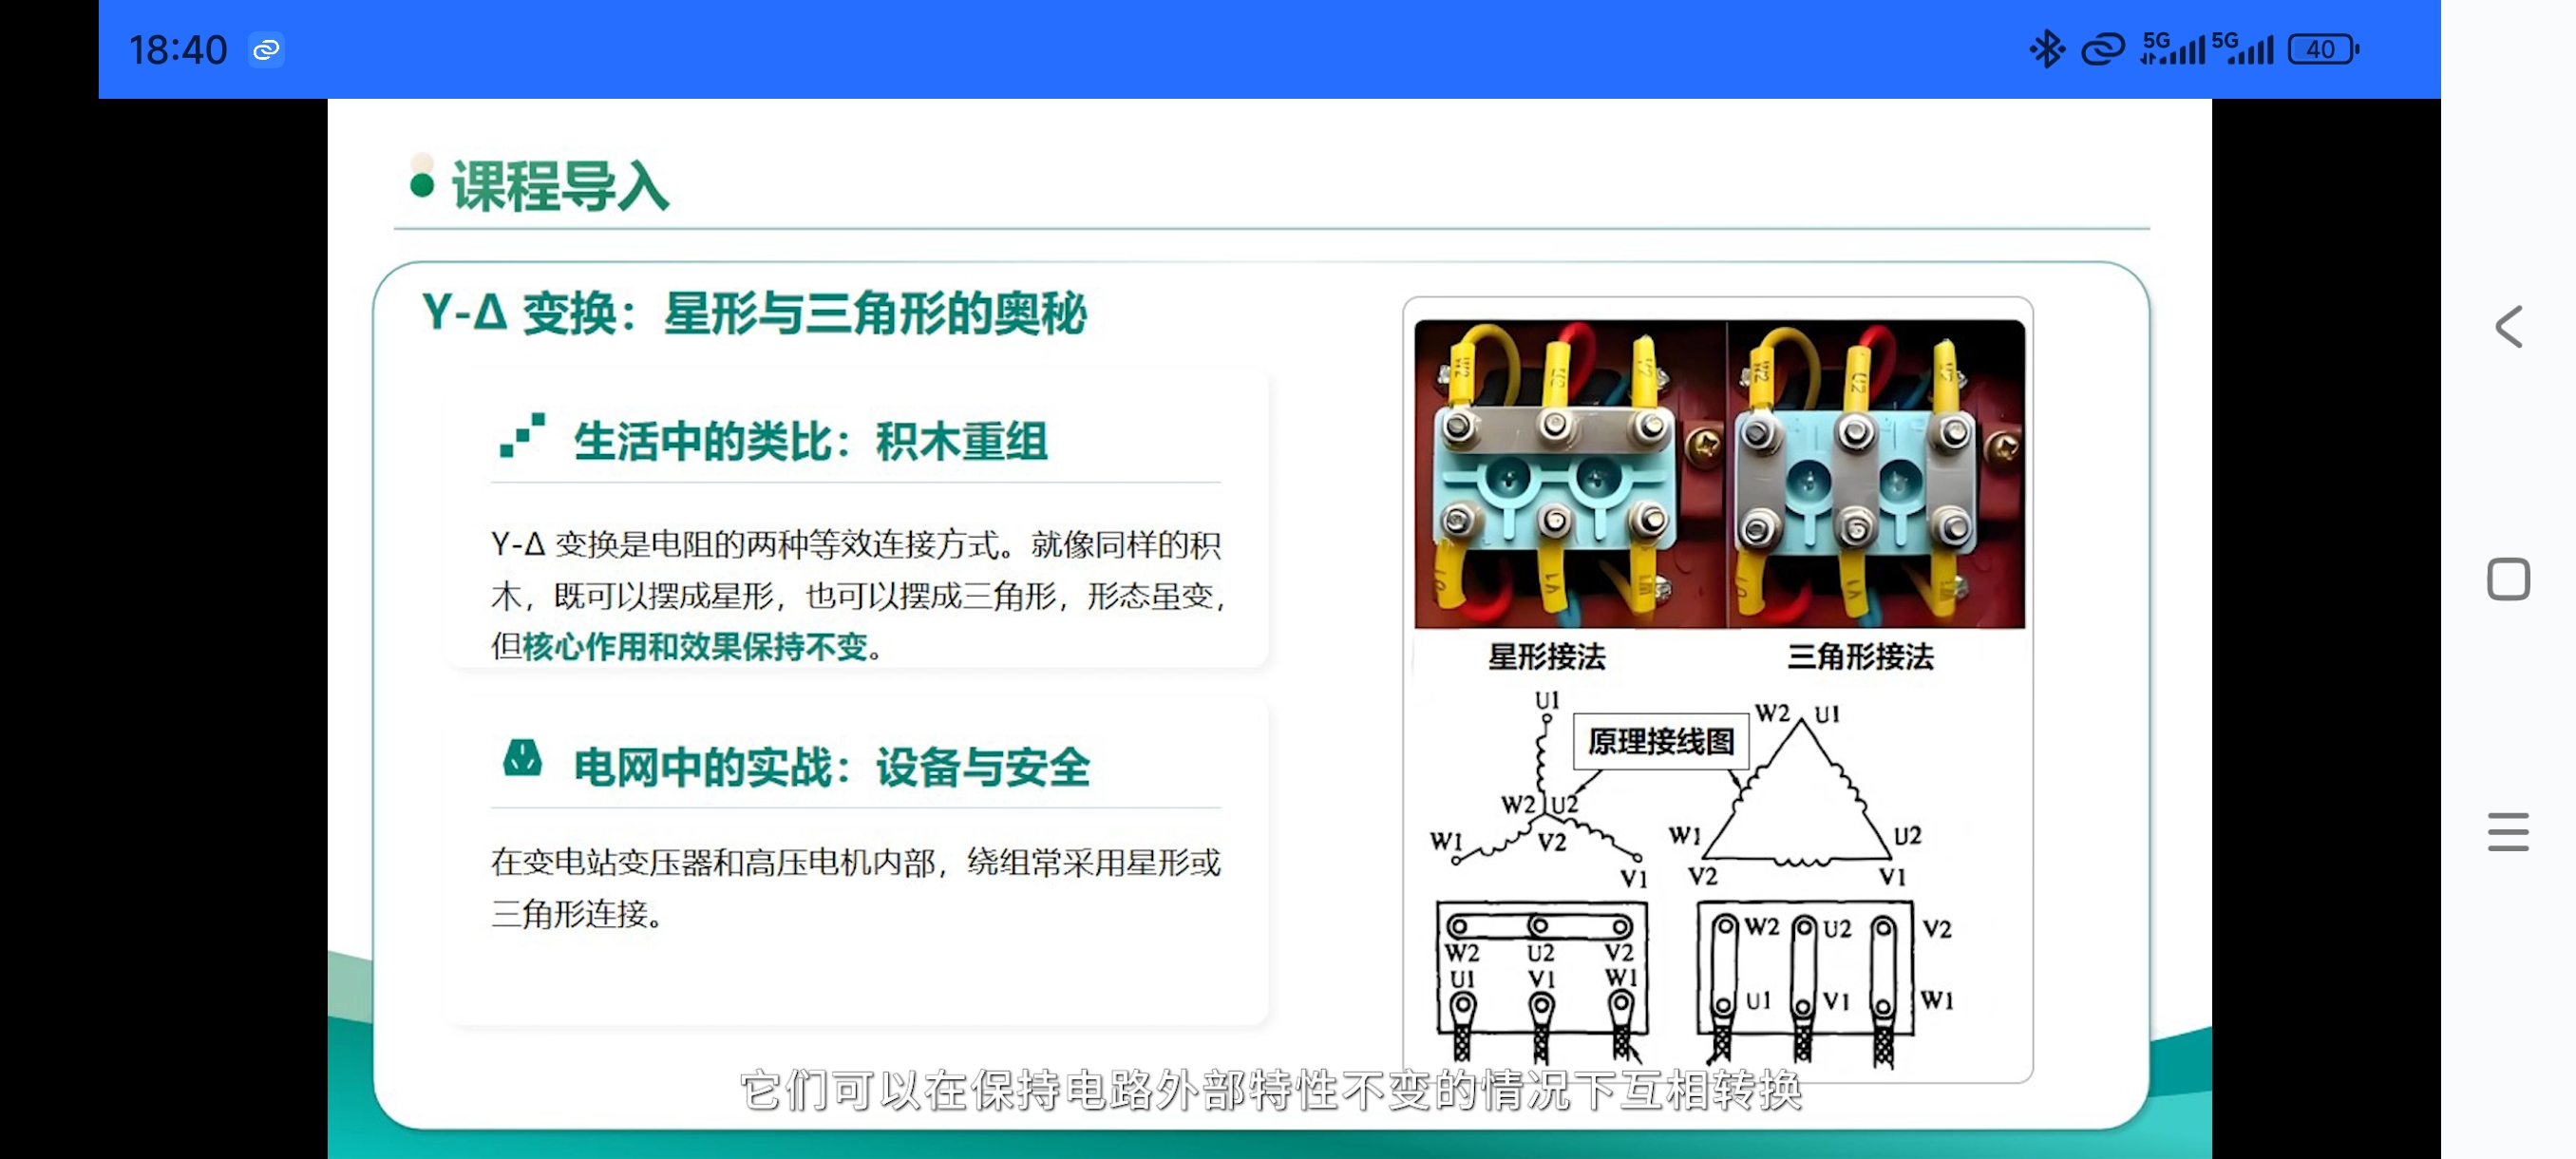 18:40
5G 5G 40
课程导入
Y-Δ 变换：星形与三角形的奥秘
生活中的类比：积木重组
Y-Δ 变换是电阻的两种等效连接方式。就像同样的积
木，既可以摆成星形，也可以摆成三角形，形态虽变，
但核心作用和效果保持不变。
电网中的实战：设备与安全
在变电站变压器和高压电机内部，绕组常采用星形或
三角形连接。
W2 U2 W2 U2
V1 V1
星形接法 三角形接法
U1 W2 U1
原理接线图
W2 U2
W1 V2 W1 U2
V1 V2 V1
W2 U2 V2 W2 U2 V2
U1 V1 W1 U1 V1 W1
它们可以在保持电路外部特性不变的情况下互相转换